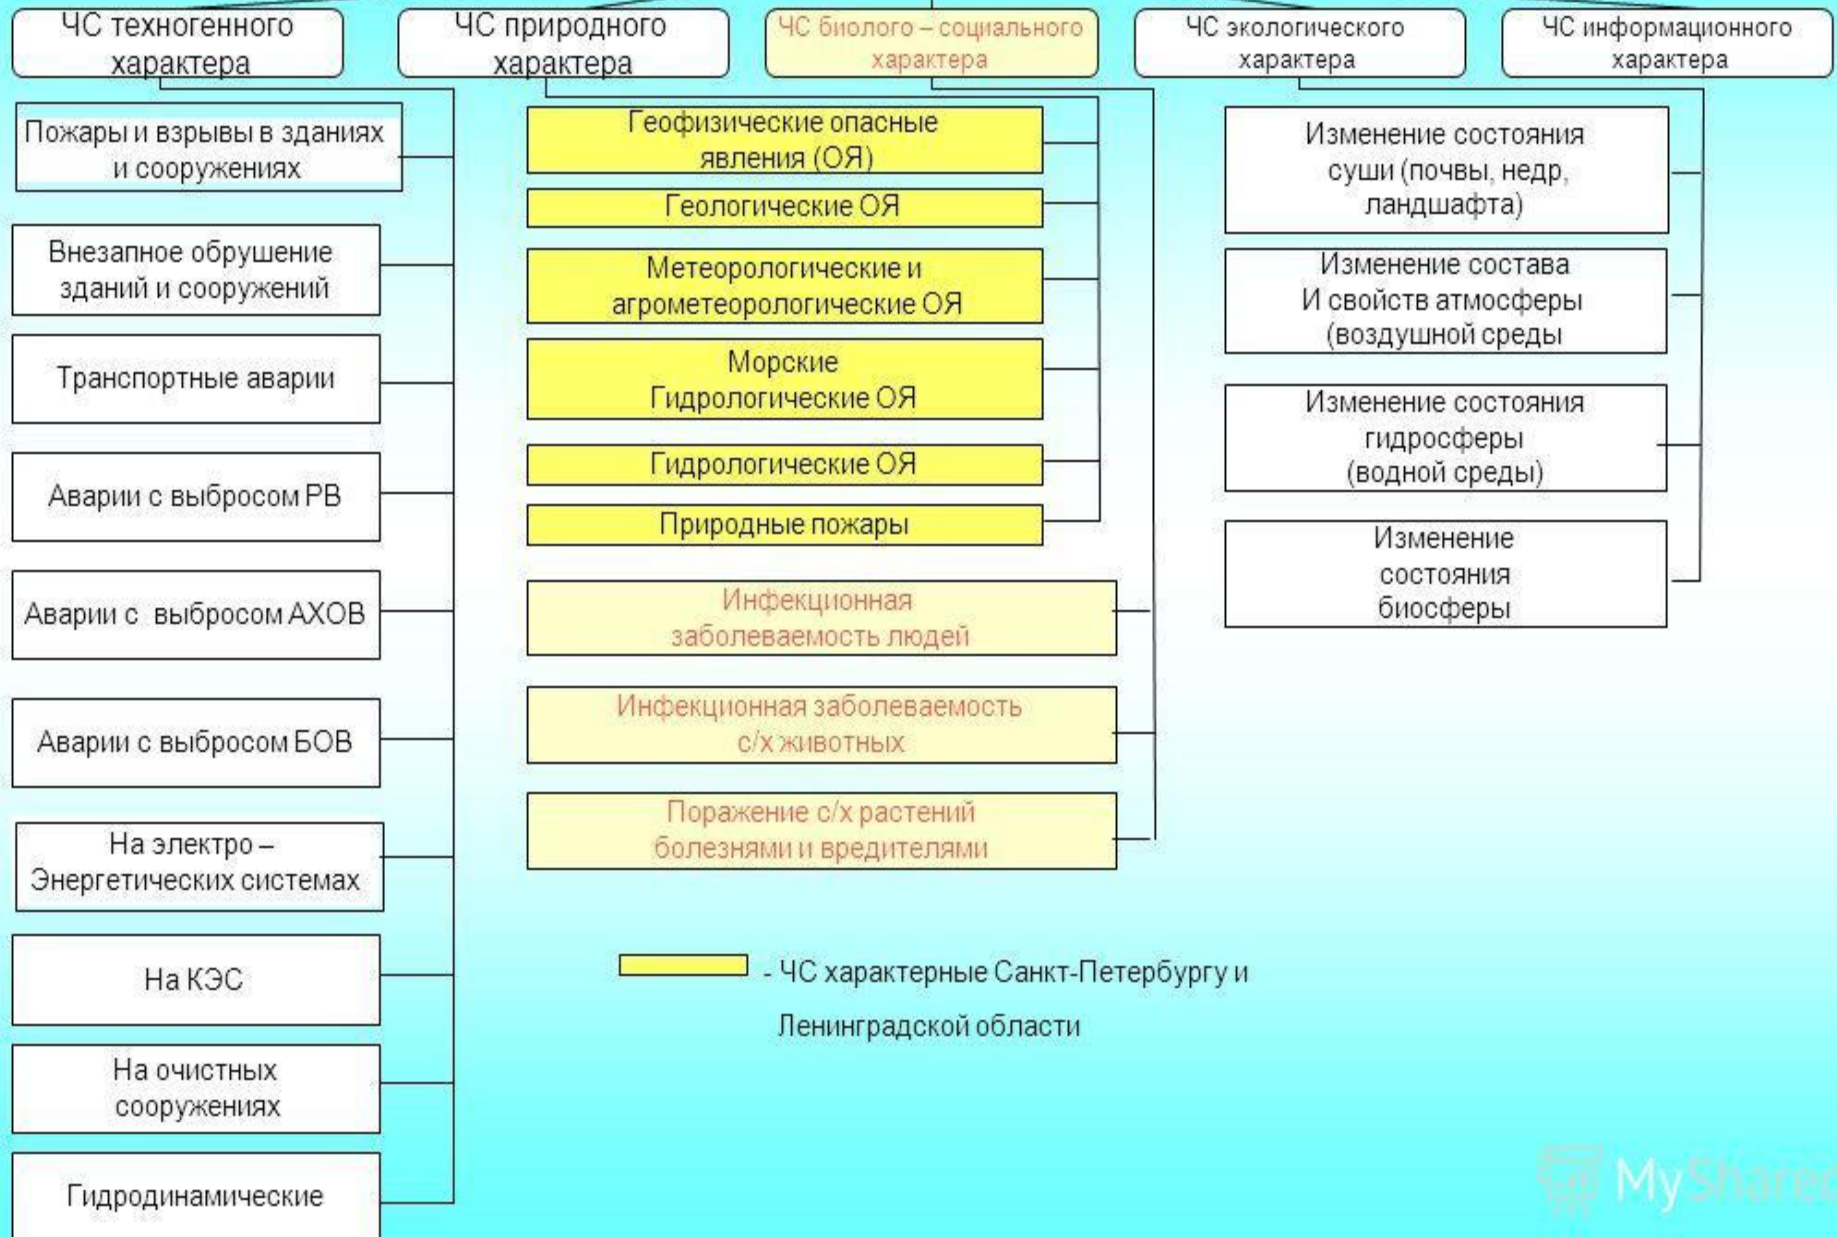 ЧС техногенного
характера
ЧС природного
характера
ЧС биолого – социального
характера
ЧС экологического
характера
ЧС информационного
характера
Пожары и взрывы в зданиях
и сооружениях
Внезапное обрушение
зданий и сооружений
Транспортные аварии
Аварии с выбросом РВ
Аварии с выбросом АХОВ
Аварии с выбросом БОВ
На электро –
Энергетических системах
На КЭС
На очистных
сооружениях
Гидродинамические
Геофизические опасные
явления (ОЯ)
Геологические ОЯ
Метеорологические и
агрометеорологические ОЯ
Морские
Гидрологические ОЯ
Гидрологические ОЯ
Природные пожары
Инфекционная
заболеваемость людей
Инфекционная заболеваемость
с/х животных
Поражение с/х растений
болезнями и вредителями
Изменение состояния
суши (почвы, недр,
ландшафта)
Изменение состава
И свойств атмосферы
(воздушной среды
Изменение состояния
гидросферы
(водной среды)
Изменение
состояния
биосферы
- ЧС характерные Санкт-Петербургу и
Ленинградской области
MyShared